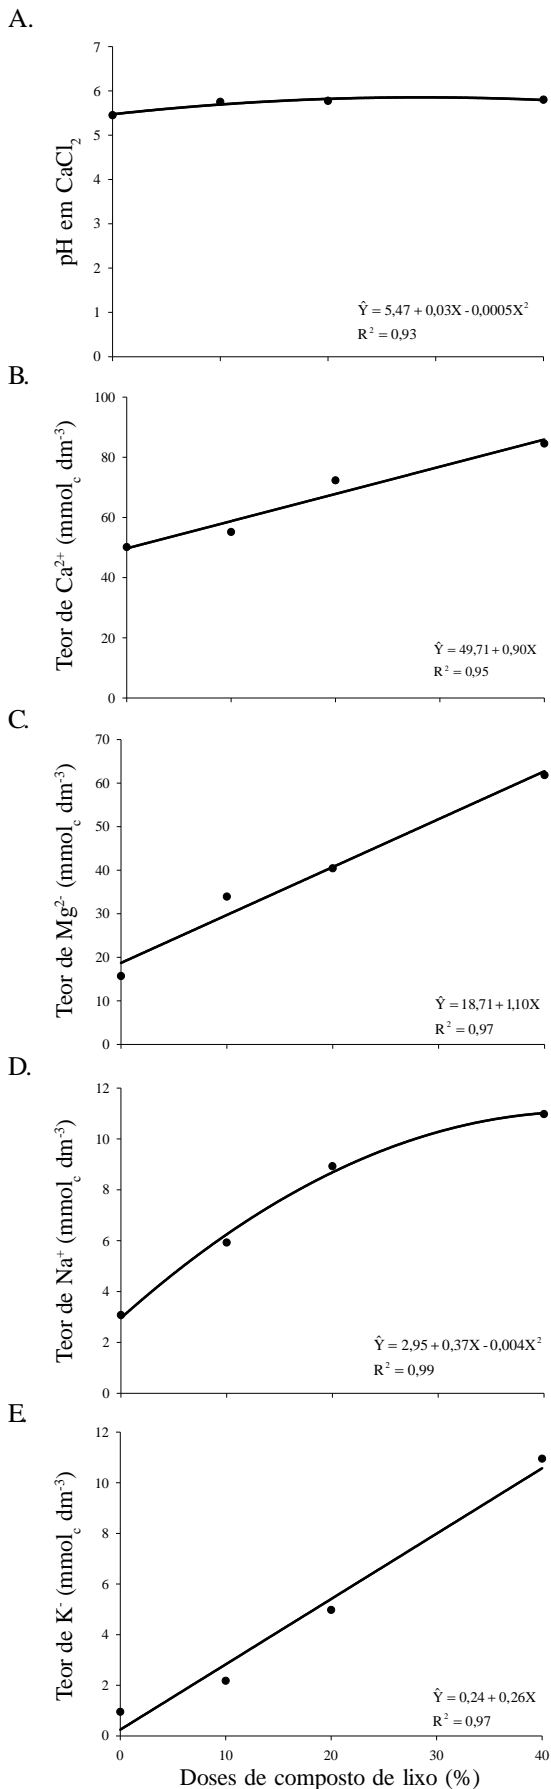 A.
7
6
5
4
3
2
1
0
pH em CaCl₂
Ŷ = 5,47 + 0,03X - 0,0005X²
R² = 0,93
B.
100
80
60
40
20
0
Teor de Ca²⁺ (mmol_c dm⁻³)
Ŷ = 49,71 + 0,90X
R² = 0,95
C.
70
60
50
40
30
20
10
0
Teor de Mg²⁻ (mmol_c dm⁻³)
Ŷ = 18,71 + 1,10X
R² = 0,97
D.
12
10
8
6
4
2
0
Teor de Na⁺ (mmol_c dm⁻³)
Ŷ = 2,95 + 0,37X - 0,004X²
R² = 0,99
E.
12
10
8
6
4
2
0
Teor de K⁻ (mmol_c dm⁻³)
Ŷ = 0,24 + 0,26X
R² = 0,97
0 10 20 30 40
Doses de composto de lixo (%)